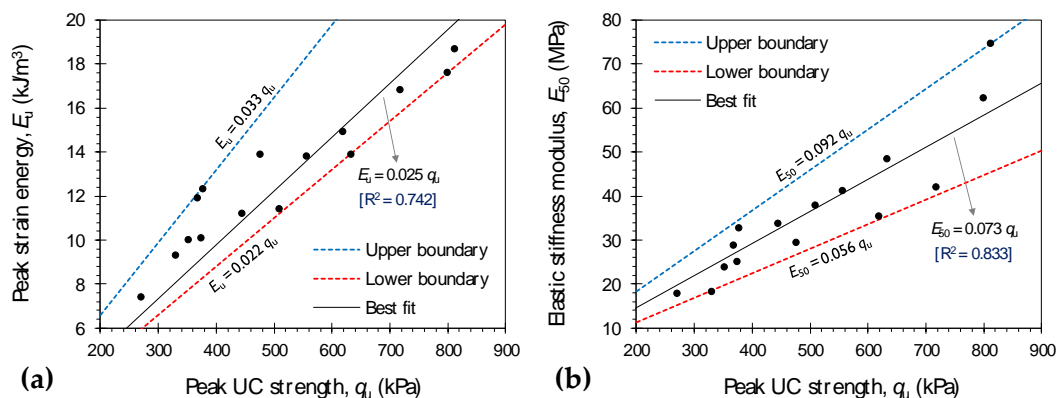 20
18
16
14
12
10
8
6
Peak strain energy, Eu (kJ/m³)
Eu = 0.033 qu
Eu = 0.022 qu
Eu = 0.025 qu
[R² = 0.742]
Upper boundary
Lower boundary
Best fit
200 300 400 500 600 700 800 900
(a)
Peak UC strength, qu (kPa)
80
70
60
50
40
30
20
10
Elastic stiffness modulus, E50 (MPa)
Upper boundary
Lower boundary
Best fit
E50 = 0.092 qu
E50 = 0.056 qu
E50 = 0.073 qu
[R² = 0.833]
200 300 400 500 600 700 800 900
(b)
Peak UC strength, qu (kPa)